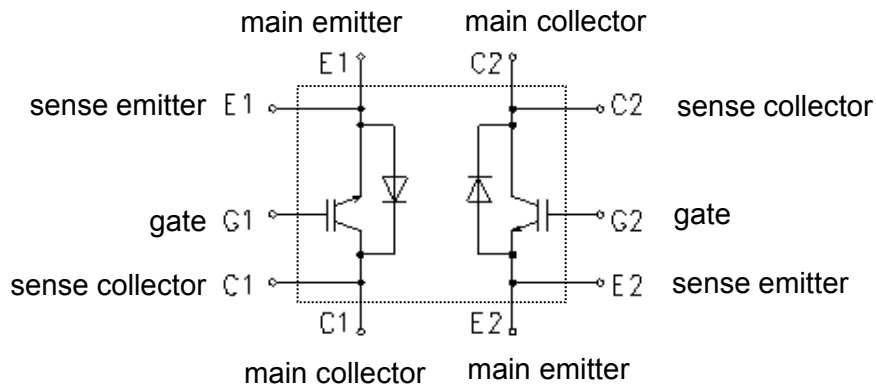 main emitter main collector
E1 C2
sense emitter E1 C2 sense collector
gate G1 G2 gate
sense collector C1 E2 sense emitter
C1 E2
main collector main emitter